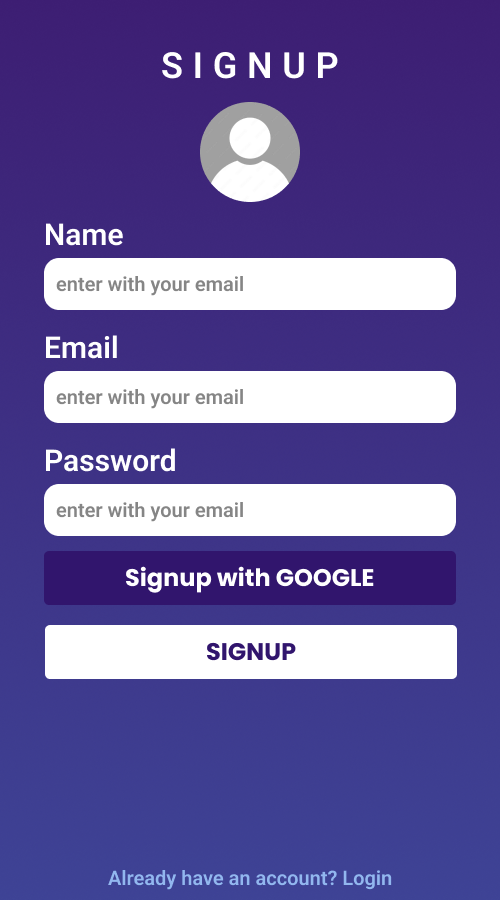 SIGNUP
Name
enter with your email
Email
enter with your email
Password
enter with your email
Signup with GOOGLE
SIGNUP
Already have an account? Login